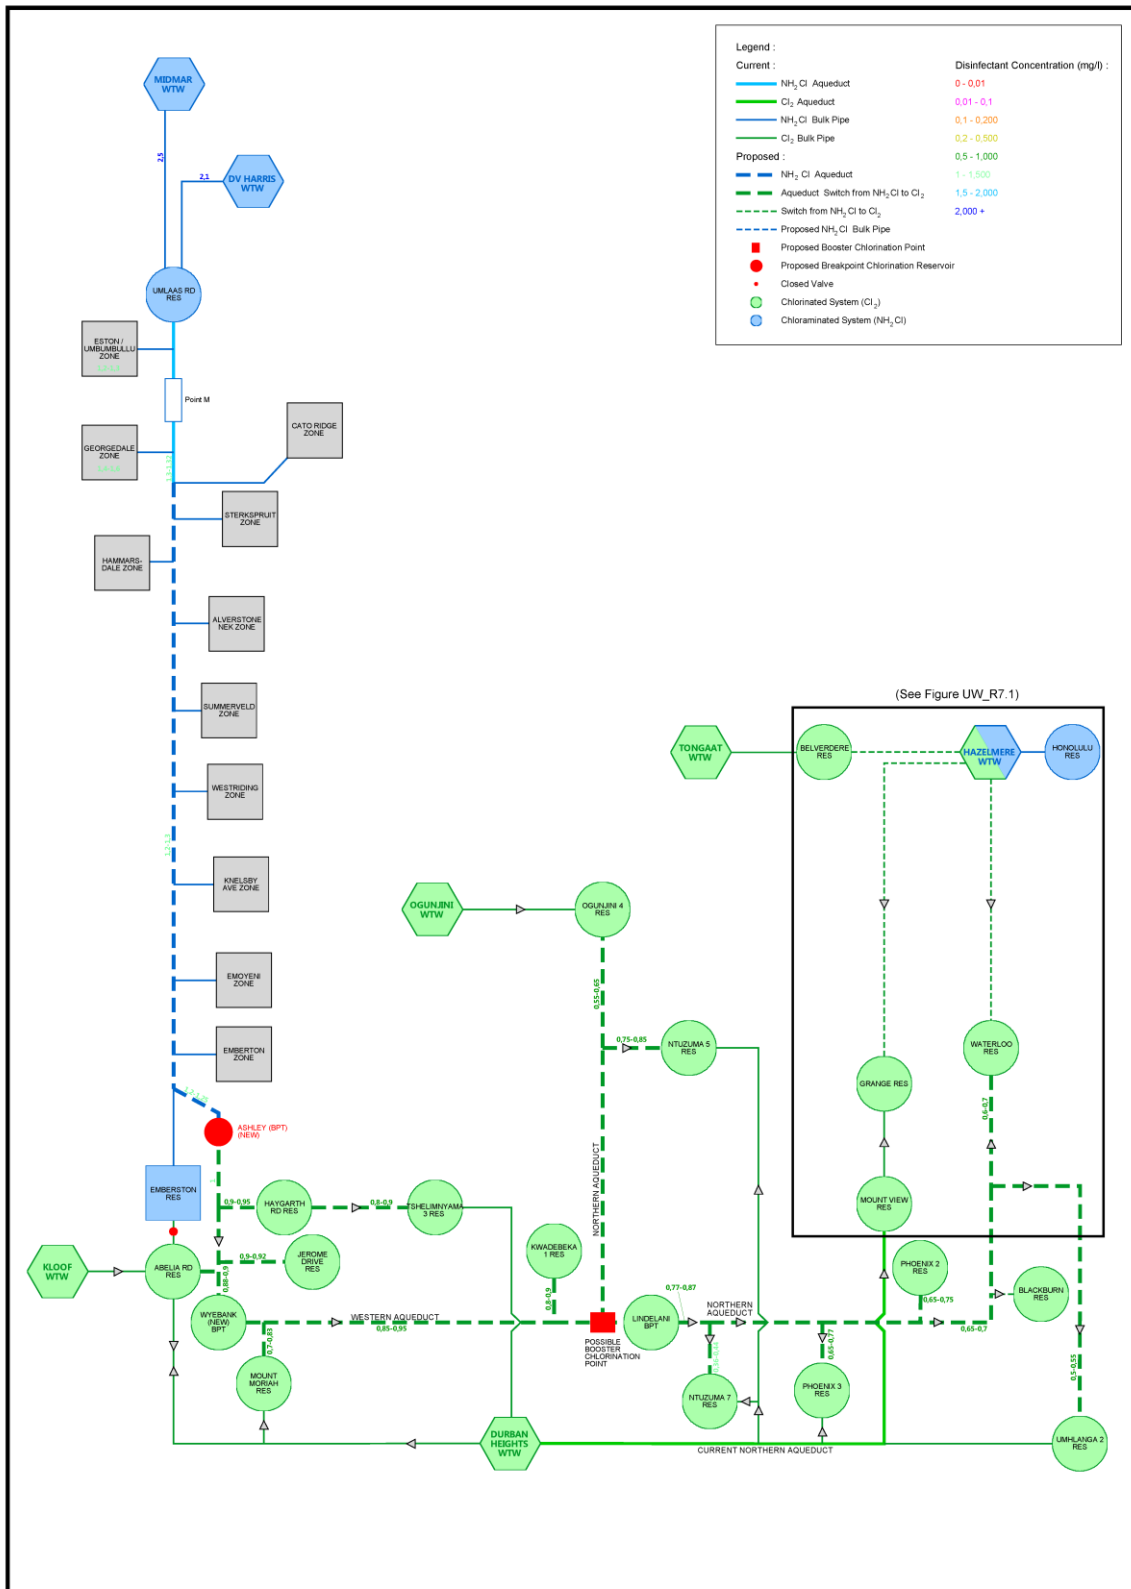 Legend :
Current :
NH2 Cl Aqueduct
Cl2 Aqueduct
NH2Cl Bulk Pipe
Cl2 Bulk Pipe
Proposed :
NH2 Cl Aqueduct
Aqueduct Switch from NH2Cl to Cl2
Switch from NH2Cl to Cl2
Proposed NH2Cl Bulk Pipe
Proposed Booster Chlorination Point
Proposed Breakpoint Chlorination Reservoir
Closed Valve
Chlorinated System (Cl2)
Chloraminated System (NH2Cl)
Disinfectant Concentration (mg/l) :
0 - 0,01
0,01 - 0,1
0,1 - 0,200
0,2 - 0,500
0,5 - 1,000
1 - 1,500
1,5 - 2,000
2,000 +
MIDMAR
WTW
2,5
2,1
DV HARRIS
WTW
UMLAAS RD
RES
ESTON /
UMBUMBULLU
ZONE
Point M
CATO RIDGE
ZONE
GEORGEDALE
ZONE
STERKSPRUIT
ZONE
HAMMARS-
DALE ZONE
ALVERSTONE
NEK ZONE
SUMMERVELD
ZONE
WESTRIDING
ZONE
1,2-1,3
KNELSBY
AVE ZONE
EMOYENI
ZONE
EMBERTON
ZONE
ASHLEY (BPT)
(NEW)
EMBERSTON
RES
(See Figure UW_R7.1)
TONGAAT
WTW
BELVERDERE
RES
HAZELMERE
WTW
HONOLULU
RES
OGUNJINI
WTW
OGUNJINI 4
RES
0,55-0,65
0,75-0,85
NTUZUMA 5
RES
WATERLOO
RES
GRANGE RES
0,6-0,7
NORTHERN AQUEDUCT
0,9-0,95
HAYGARTH
RD RES
0,8-0,9
TSHELIMNYAMA
3 RES
MOUNT VIEW
RES
KLOOF
WTW
ABELIA RD
RES
0,9-0,92
JEROME
DRIVE
RES
0,88-0,9
KWADEBEKA
1 RES
0,8-0,9
PHOENIX 2
RES
0,65-0,75
BLACKBURN
RES
WYEBANK
(NEW)
BPT
WESTERN AQUEDUCT
0,85-0,95
0,77-0,87
LINDELANI
BPT
NORTHERN
AQUEDUCT
0,65-0,7
POSSIBLE
BOOSTER
CHLORINATION
POINT
0,7-0,83
MOUNT
MORIAH
RES
0,65-0,77
NTUZUMA 7
RES
PHOENIX 3
RES
0,5-0,55
DURBAN
HEIGHTS
WTW
CURRENT NORTHERN AQUEDUCT
UMHLANGA 2
RES